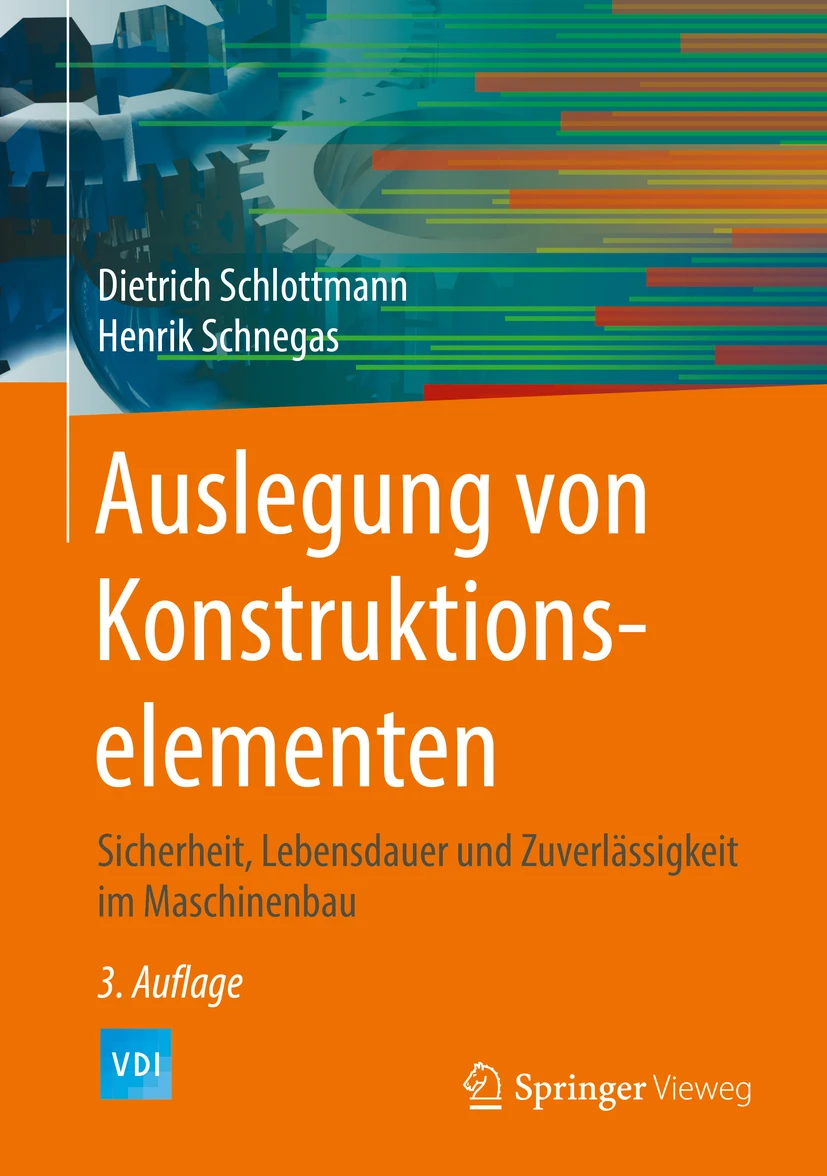 Dietrich Schlottmann
Henrik Schnegas
Auslegung von
Konstruktions-
elementen
Sicherheit, Lebensdauer und Zuverlässigkeit
im Maschinenbau
3. Auflage
VDI
Springer Vieweg